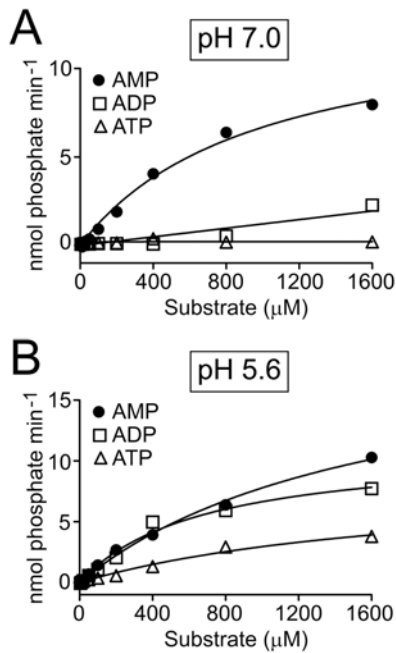 A
pH 7.0
nmol phosphate min-1
10
5
0
AMP
ADP
ATP
0 400 800 1200 1600
Substrate (μM)
B
pH 5.6
nmol phosphate min-1
15
10
5
0
AMP
ADP
ATP
0 400 800 1200 1600
Substrate (μM)